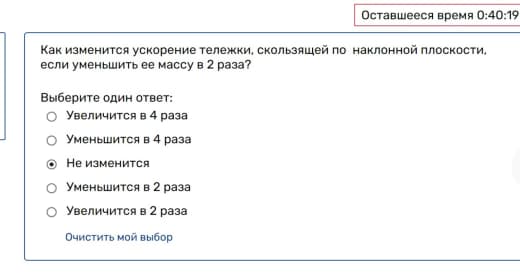 Оставшееся время 0:40:19
Как изменится ускорение тележки, скользящей по наклонной плоскости,
если уменьшить ее массу в 2 раза?
Выберите один ответ:
Увеличится в 4 раза
Уменьшится в 4 раза
Не изменится
Уменьшится в 2 раза
Увеличится в 2 раза
Очистить мой выбор